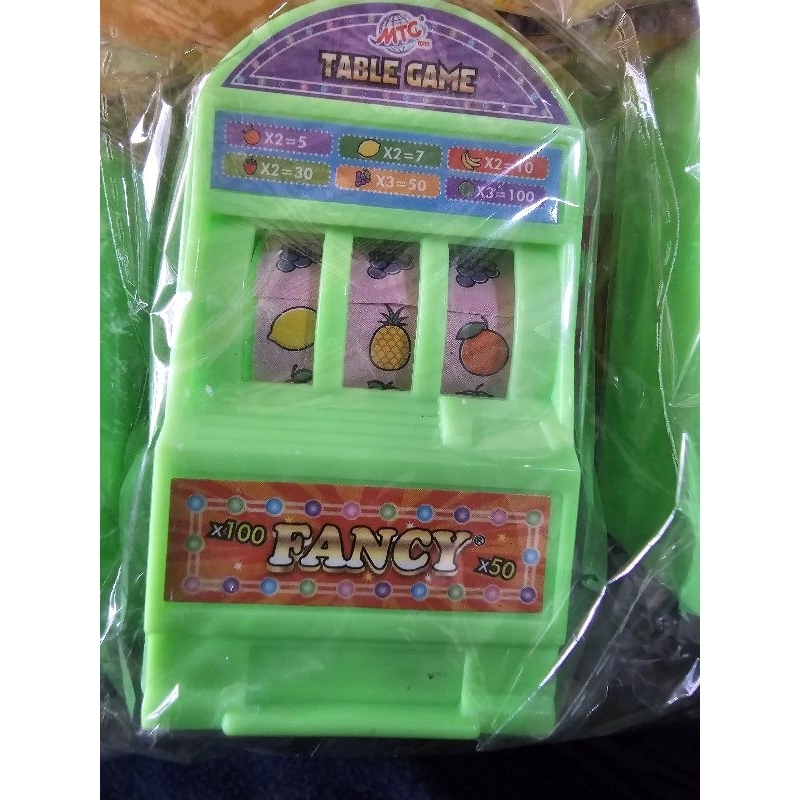 MTC
TOYS
TABLE GAME
X2=5 X2=7 X2=10
X2=30 X3=50 X3=100
x100 FANCY® x50